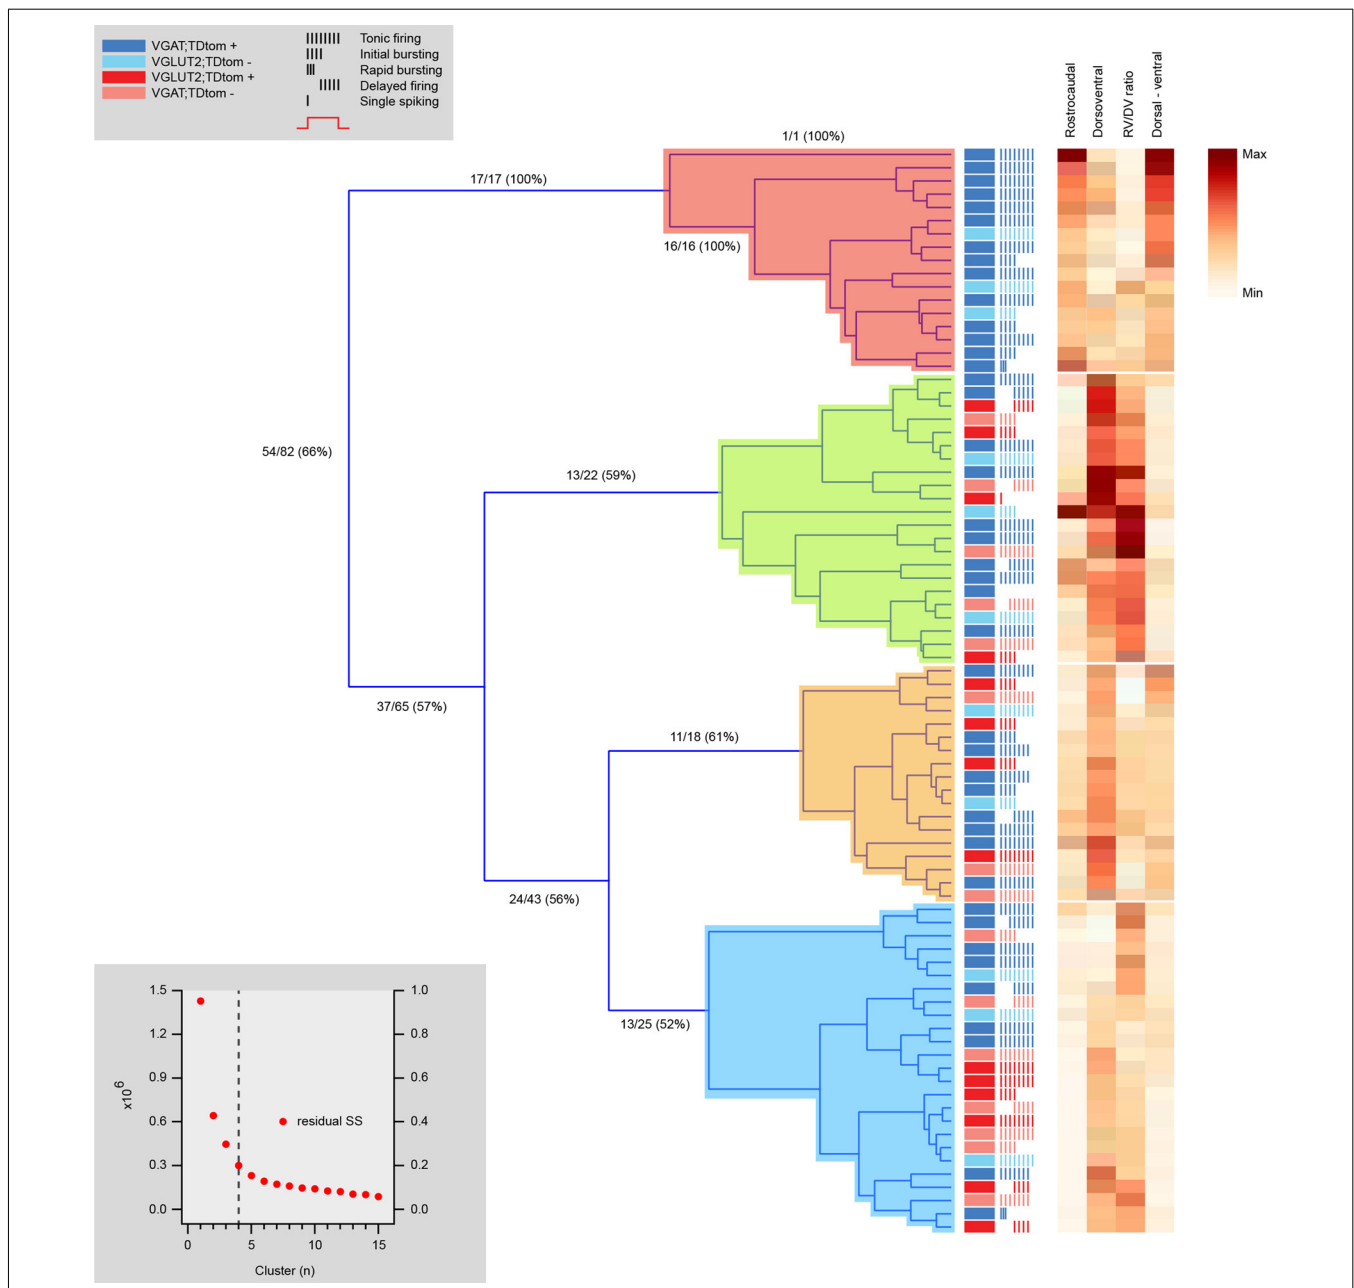 VGAT;TDtom +
VGLUT2;TDtom -
VGLUT2;TDtom +
VGAT;TDtom -
Tonic firing
Initial bursting
Rapid bursting
Delayed firing
Single spiking
Rostrocaudal
Dorsoventral
RV/DV ratio
Dorsal - ventral
Max
Min
1/1 (100%)
17/17 (100%)
16/16 (100%)
54/82 (66%)
13/22 (59%)
37/65 (57%)
11/18 (61%)
24/43 (56%)
13/25 (52%)
1.5
1.2
0.9
0.6
0.3
0.0
x10⁶
1.0
0.8
0.6
0.4
0.2
0.0
residual SS
0 5 10 15
Cluster (n)